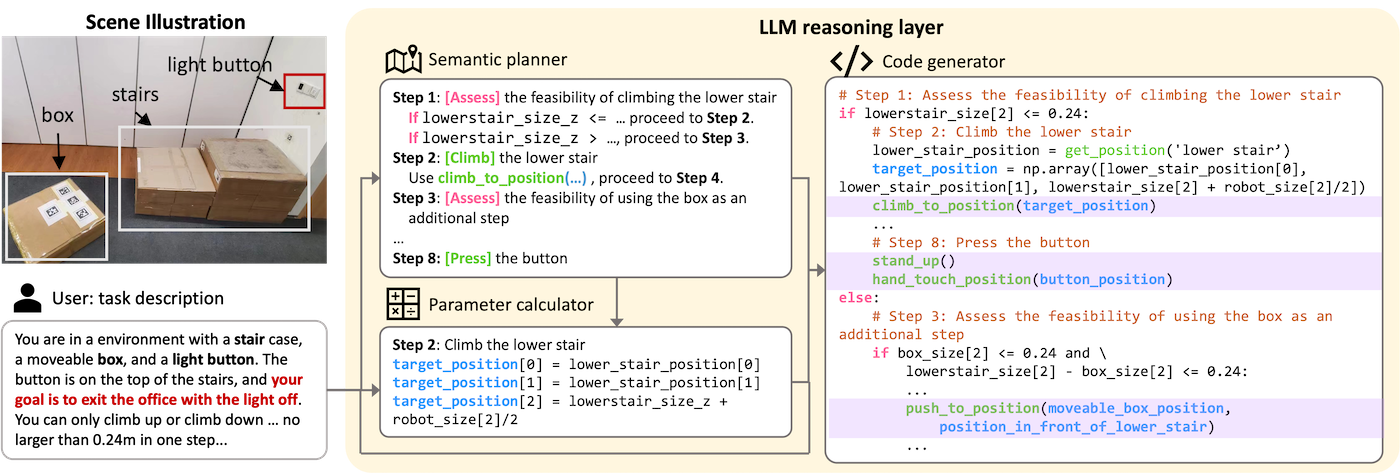 Scene Illustration
light button
stairs
box
User: task description
You are in a environment with a stair case,
a moveable box, and a light button. The
button is on the top of the stairs, and your
goal is to exit the office with the light off.
You can only climb up or climb down ... no
larger than 0.24m in one step...
LLM reasoning layer
Semantic planner
Step 1: [Assess] the feasibility of climbing the lower stair
If lowerstair_size_z <= … proceed to Step 2.
If lowerstair_size_z > …, proceed to Step 3.
Step 2: [Climb] the lower stair
Use climb_to_position(…) , proceed to Step 4.
Step 3: [Assess] the feasibility of using the box as an
additional step
…
Step 8: [Press] the button
Parameter calculator
Step 2: Climb the lower stair
target_position[0] = lower_stair_position[0]
target_position[1] = lower_stair_position[1]
target_position[2] = lowerstair_size_z +
robot_size[2]/2
</> Code generator
# Step 1: Assess the feasibility of climbing the lower stair
if lowerstair_size[2] <= 0.24:
# Step 2: Climb the lower stair
lower_stair_position = get_position('lower stair’)
target_position = np.array([lower_stair_position[0],
lower_stair_position[1], lowerstair_size[2] + robot_size[2]/2])
climb_to_position(target_position)
...
# Step 8: Press the button
stand_up()
hand_touch_position(button_position)
else:
# Step 3: Assess the feasibility of using the box as an
additional step
if box_size[2] <= 0.24 and \
lowerstair_size[2] - box_size[2] <= 0.24:
...
push_to_position(moveable_box_position,
position_in_front_of_lower_stair)
...